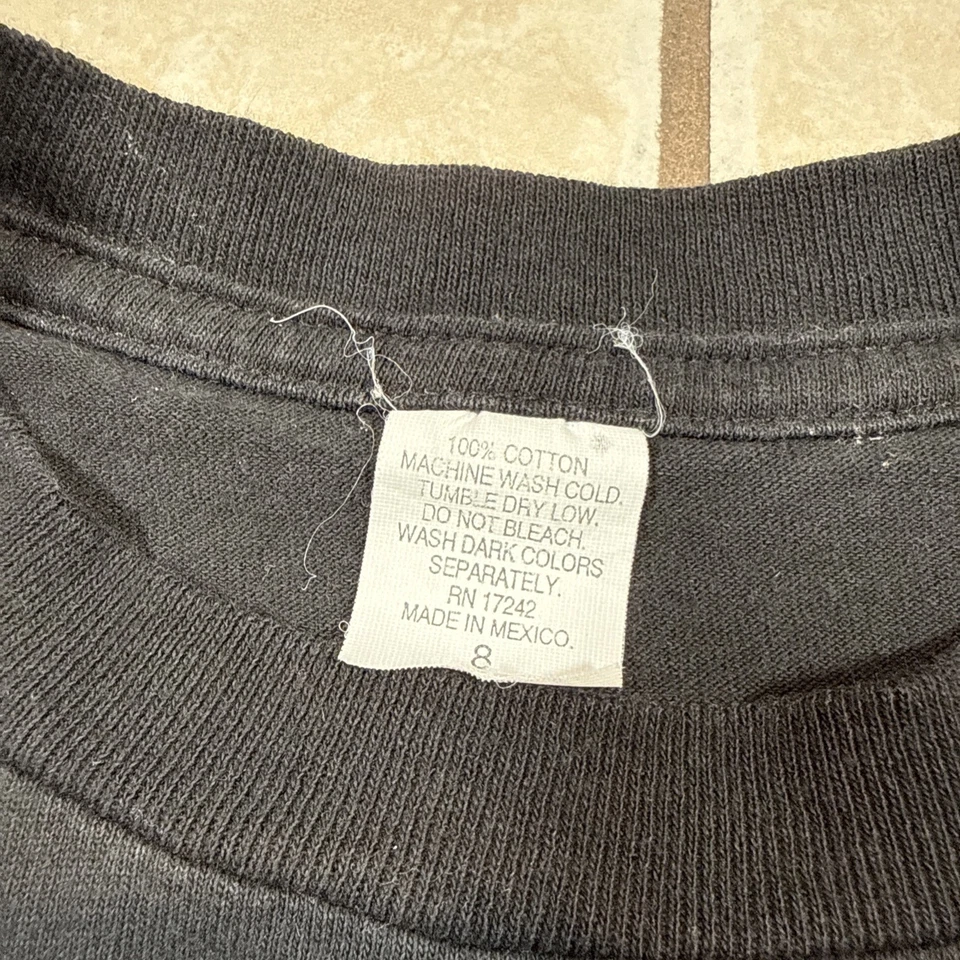 100% COTTON
MACHINE WASH COLD.
TUMBLE DRY LOW.
DO NOT BLEACH.
WASH DARK COLORS
SEPARATELY.
RN 17242
MADE IN MEXICO.
8